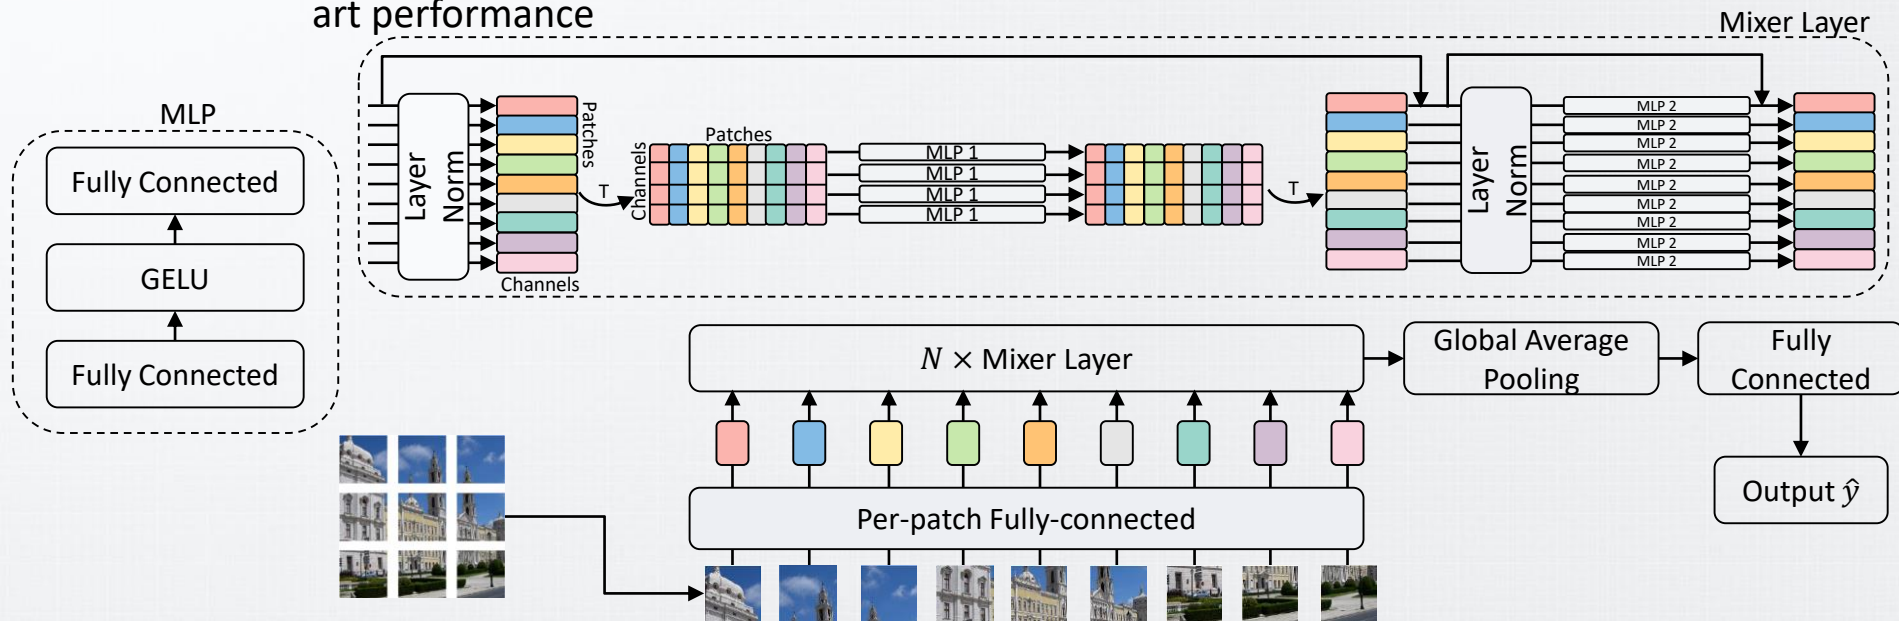 art performance
Mixer Layer
MLP
Fully Connected
GELU
Fully Connected
Layer
Norm
Patches
Channels
T
Patches
Channels
MLP 1
MLP 1
MLP 1
MLP 1
T
Layer
Norm
MLP 2
MLP 2
MLP 2
MLP 2
MLP 2
MLP 2
MLP 2
MLP 2
MLP 2
N × Mixer Layer
Global Average
Pooling
Fully
Connected
Output ŷ
Per-patch Fully-connected